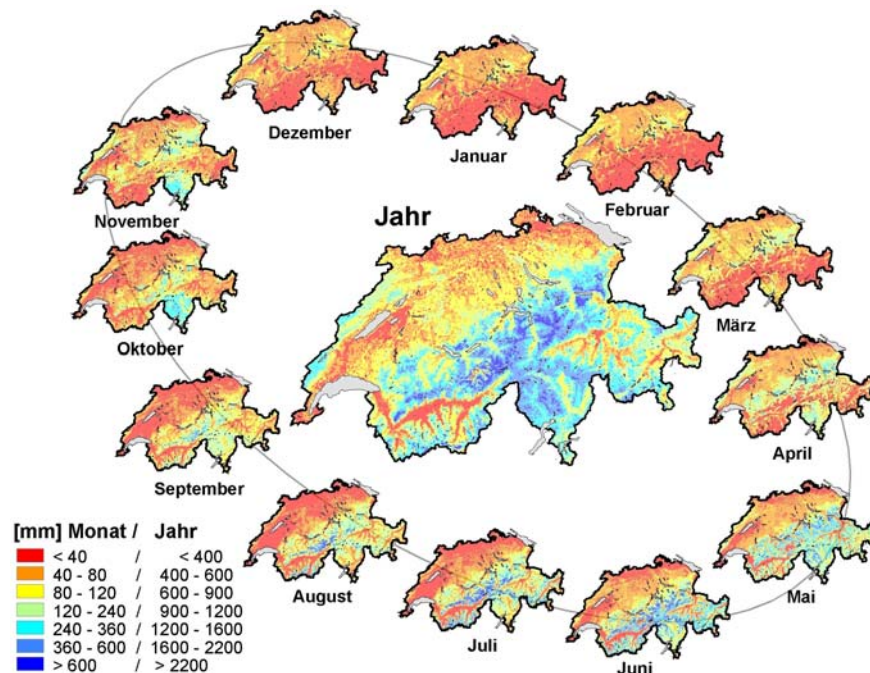 Dezember
Januar
Februar
März
April
Mai
Juni
Juli
August
September
Oktober
November
Jahr
[mm] Monat / Jahr
< 40 / < 400
40 - 80 / 400 - 600
80 - 120 / 600 - 900
120 - 240 / 900 - 1200
240 - 360 / 1200 - 1600
360 - 600 / 1600 - 2200
> 600 / > 2200